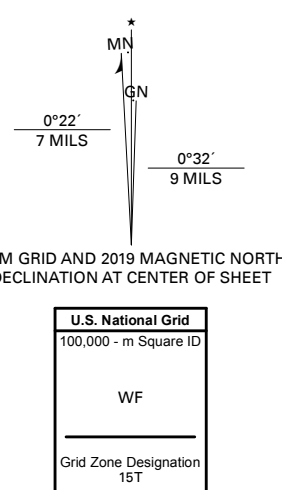 ★
MN
GN
0°22´
7 MILS
0°32´
9 MILS
M GRID AND 2019 MAGNETIC NORTH
DECLINATION AT CENTER OF SHEET
U.S. National Grid
100,000 - m Square ID
WF
Grid Zone Designation
15T